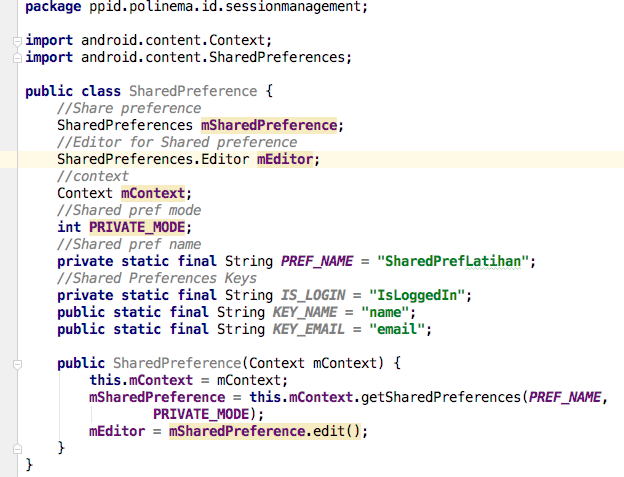 package ppid.polinema.id.sessionmanagement;
import android.content.Context;
import android.content.SharedPreferences;
public class SharedPreference {
//Share preference
SharedPreferences mSharedPreference;
//Editor for Shared preference
SharedPreferences.Editor mEditor;
//context
Context mContext;
//Shared pref mode
int PRIVATE_MODE;
//Shared pref name
private static final String PREF_NAME = "SharedPrefLatihan";
//Shared Preferences Keys
private static final String IS_LOGIN = "IsLoggedIn";
public static final String KEY_NAME = "name";
public static final String KEY_EMAIL = "email";
public SharedPreference(Context mContext) {
this.mContext = mContext;
mSharedPreference = this.mContext.getSharedPreferences(PREF_NAME,
PRIVATE_MODE);
mEditor = mSharedPreference.edit();
}
}